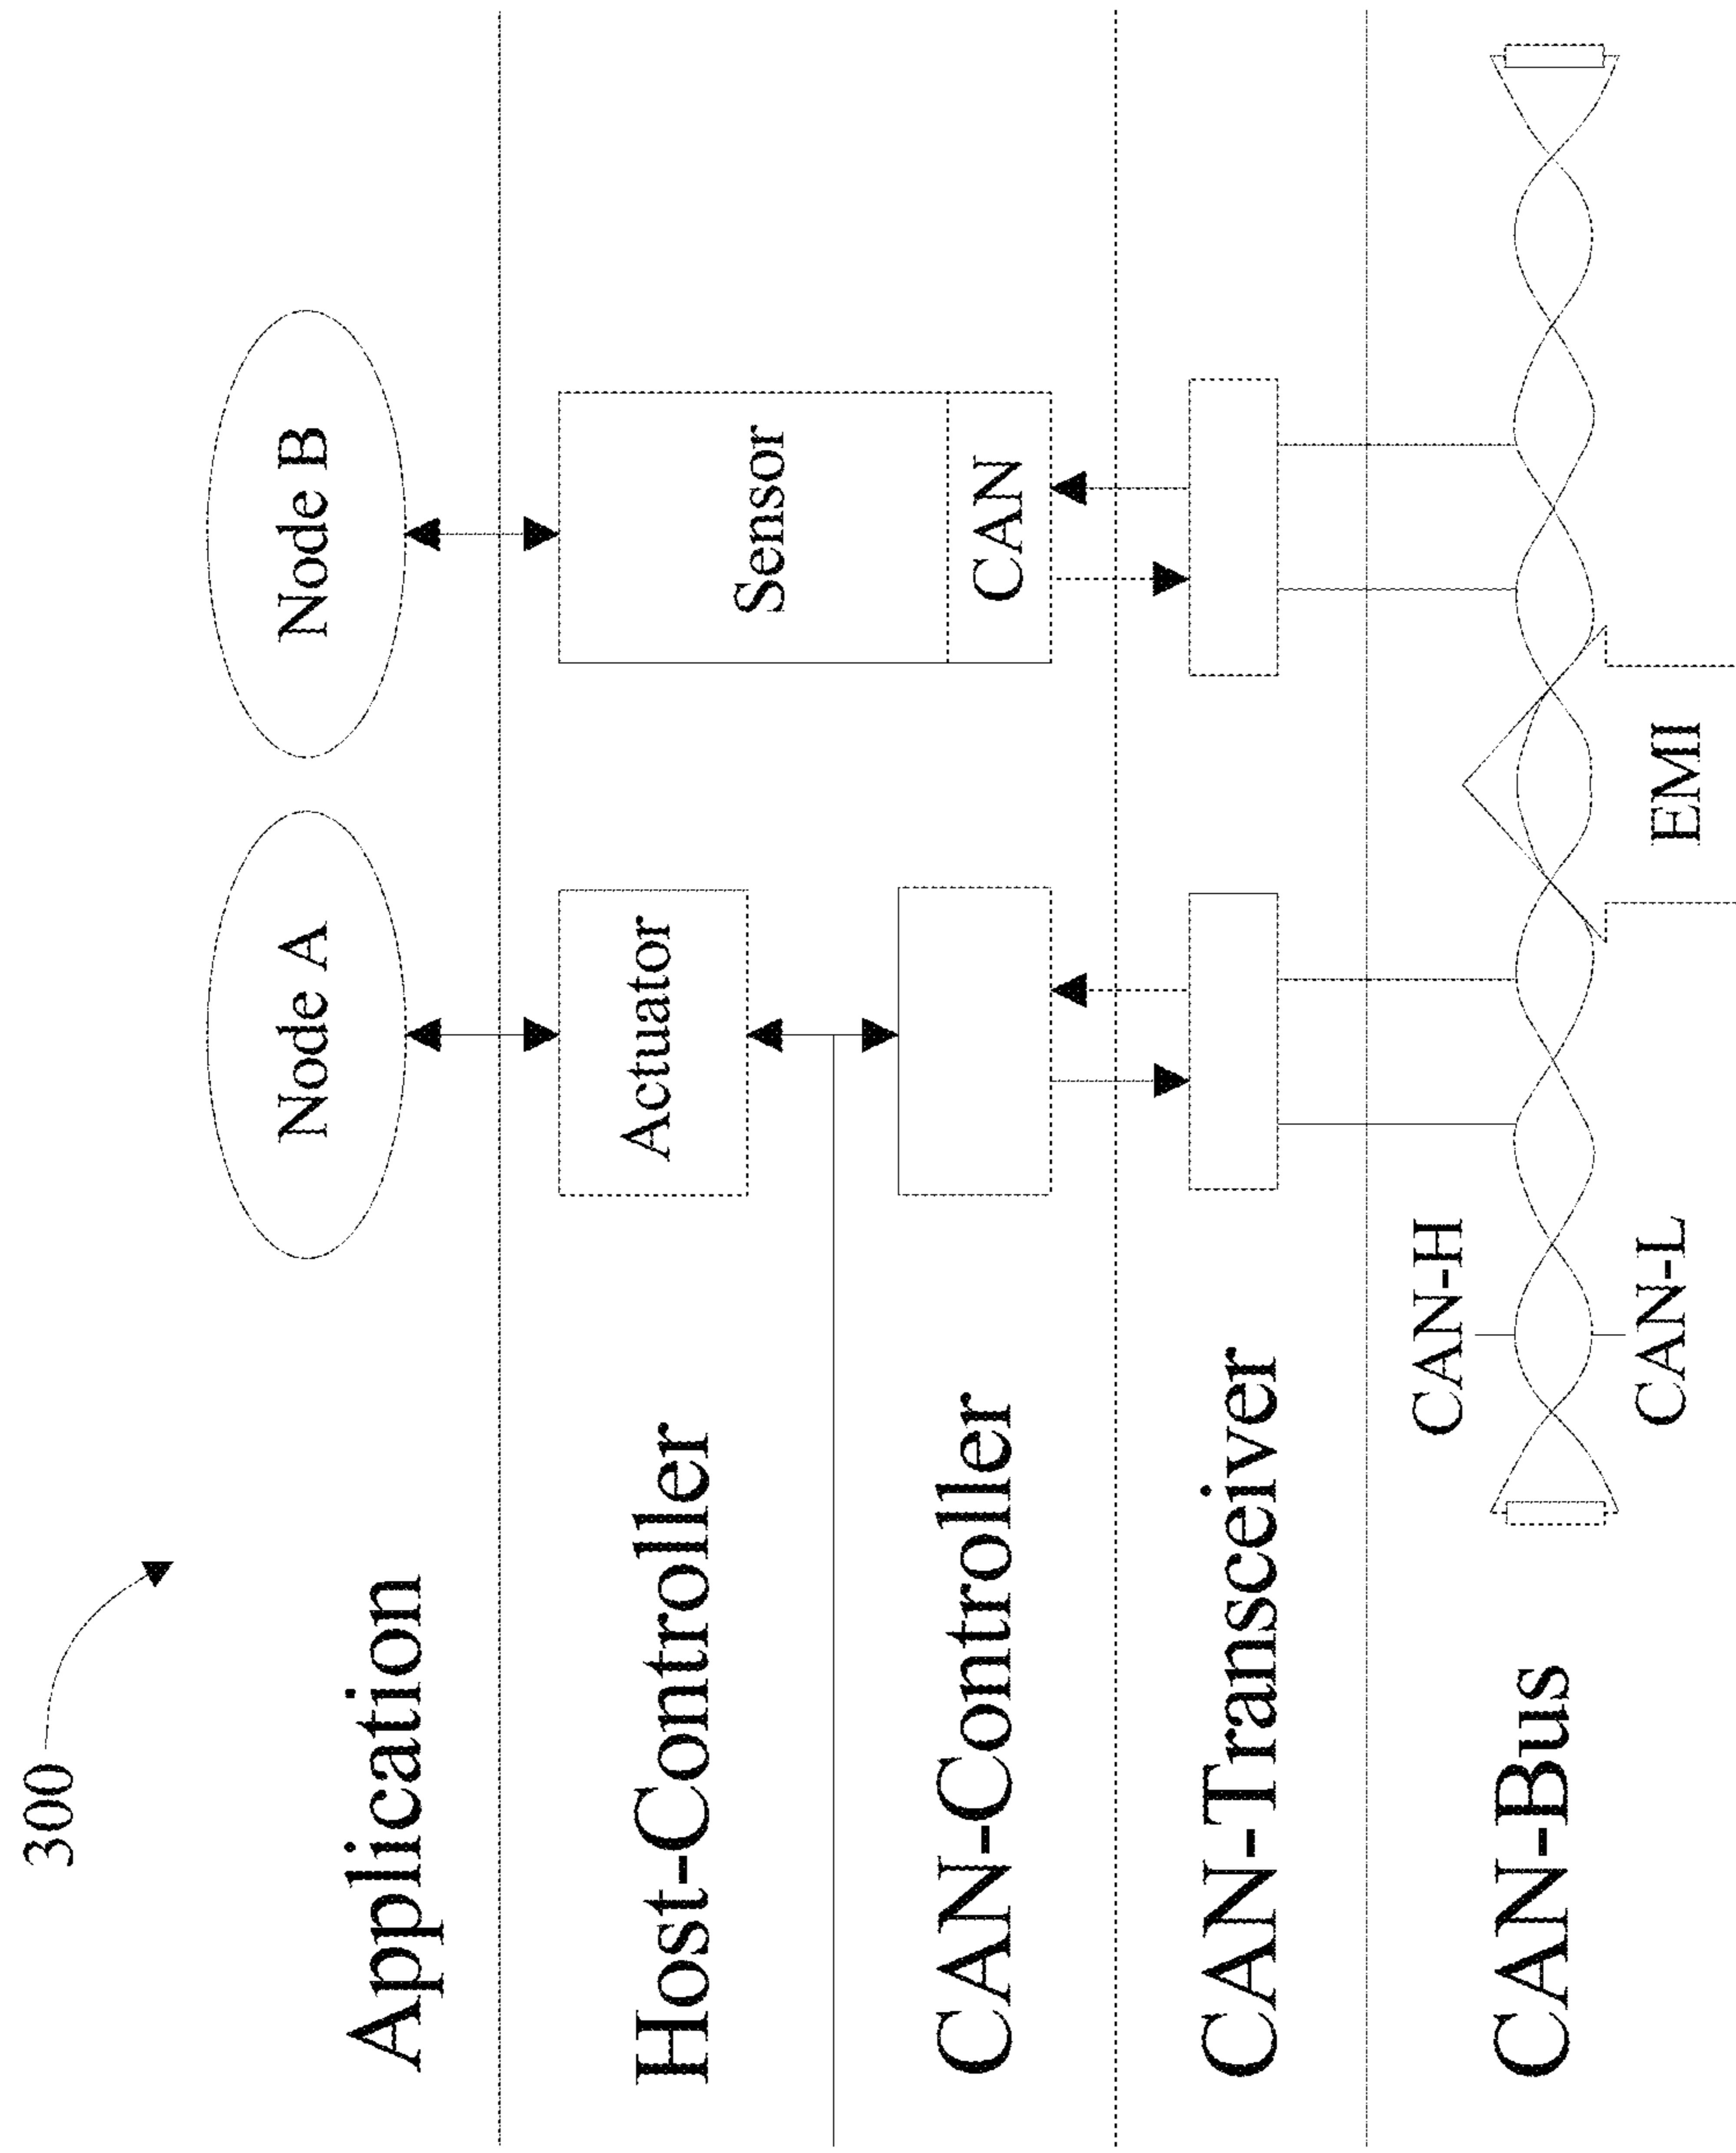 300
Application
Node A
Node B
Host-Controller
Actuator
Sensor
CAN-Controller
CAN
CAN-Transceiver
CAN-Bus
CAN-H
CAN-L
EMI